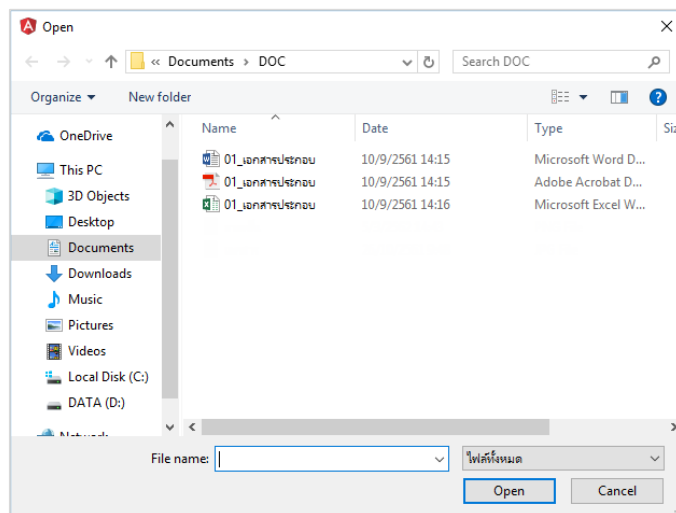 Open
« Documents › DOC
Search DOC
Organize
New folder
Name Date Type Siz
01_เอกสารประกอบ 10/9/2561 14:15 Microsoft Word D...
01_เอกสารประกอบ 10/9/2561 14:15 Adobe Acrobat D...
01_เอกสารประกอบ 10/9/2561 14:16 Microsoft Excel W...
OneDrive
This PC
3D Objects
Desktop
Documents
Downloads
Music
Pictures
Videos
Local Disk (C:)
DATA (D:)
Network
File name:
ไฟล์ทั้งหมด
Open Cancel